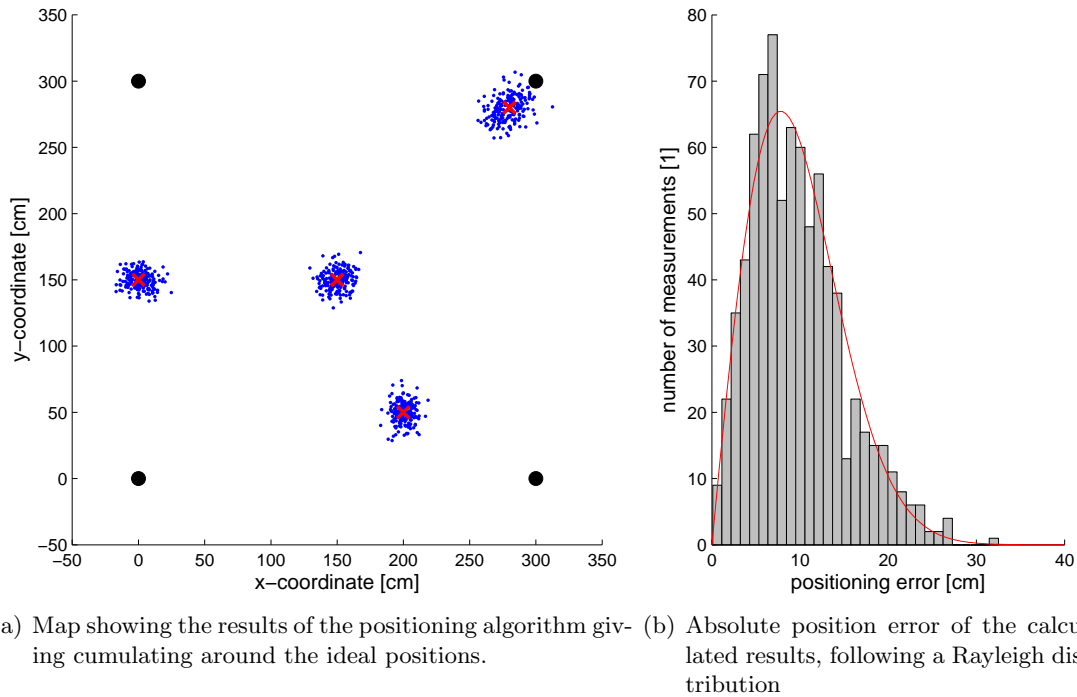 350
300
250
200
150
100
50
0
−50
y−coordinate [cm]
−50 0 50 100 150 200 250 300 350
x−coordinate [cm]
80
70
60
50
40
30
20
10
0
number of measurements [1]
0 10 20 30 40
positioning error [cm]
a) Map showing the results of the positioning algorithm giv-
ing cumulating around the ideal positions.
(b) Absolute position error of the calcu
lated results, following a Rayleigh dis
tribution